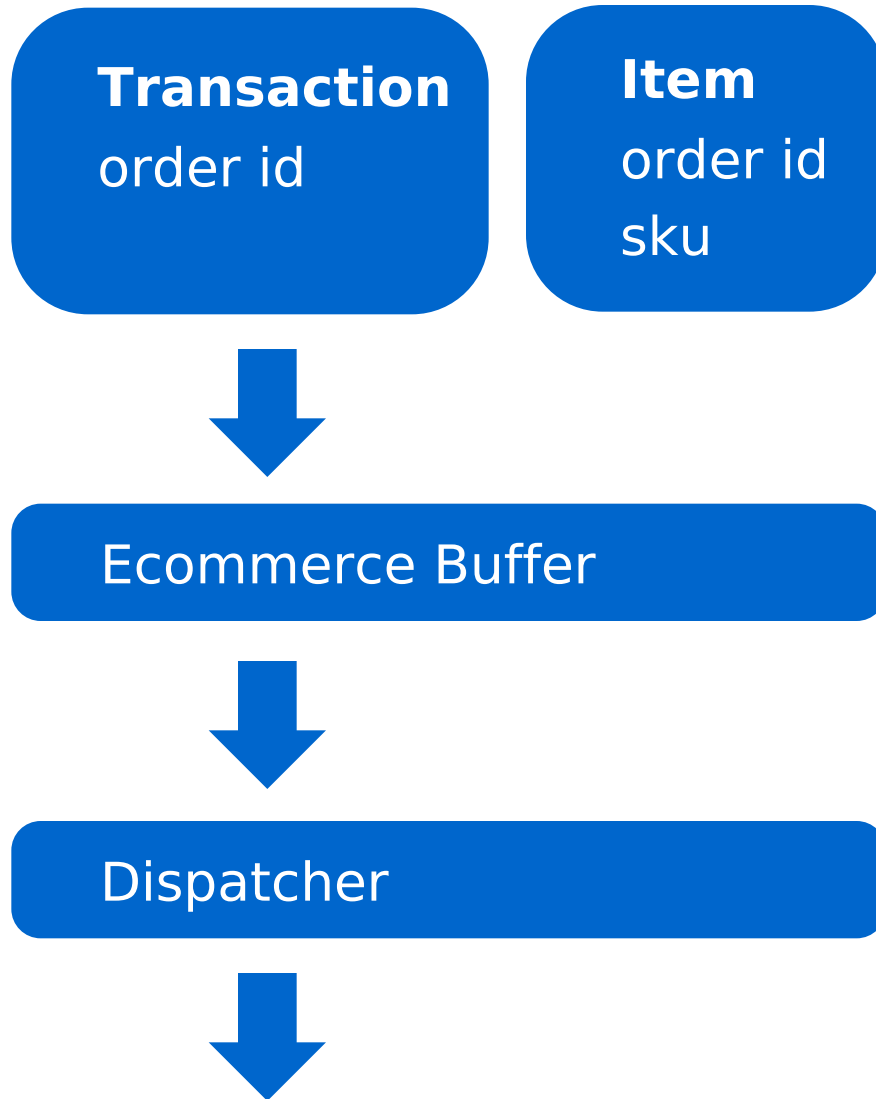 Transaction
order id
Item
order id
sku
Ecommerce Buffer
Dispatcher